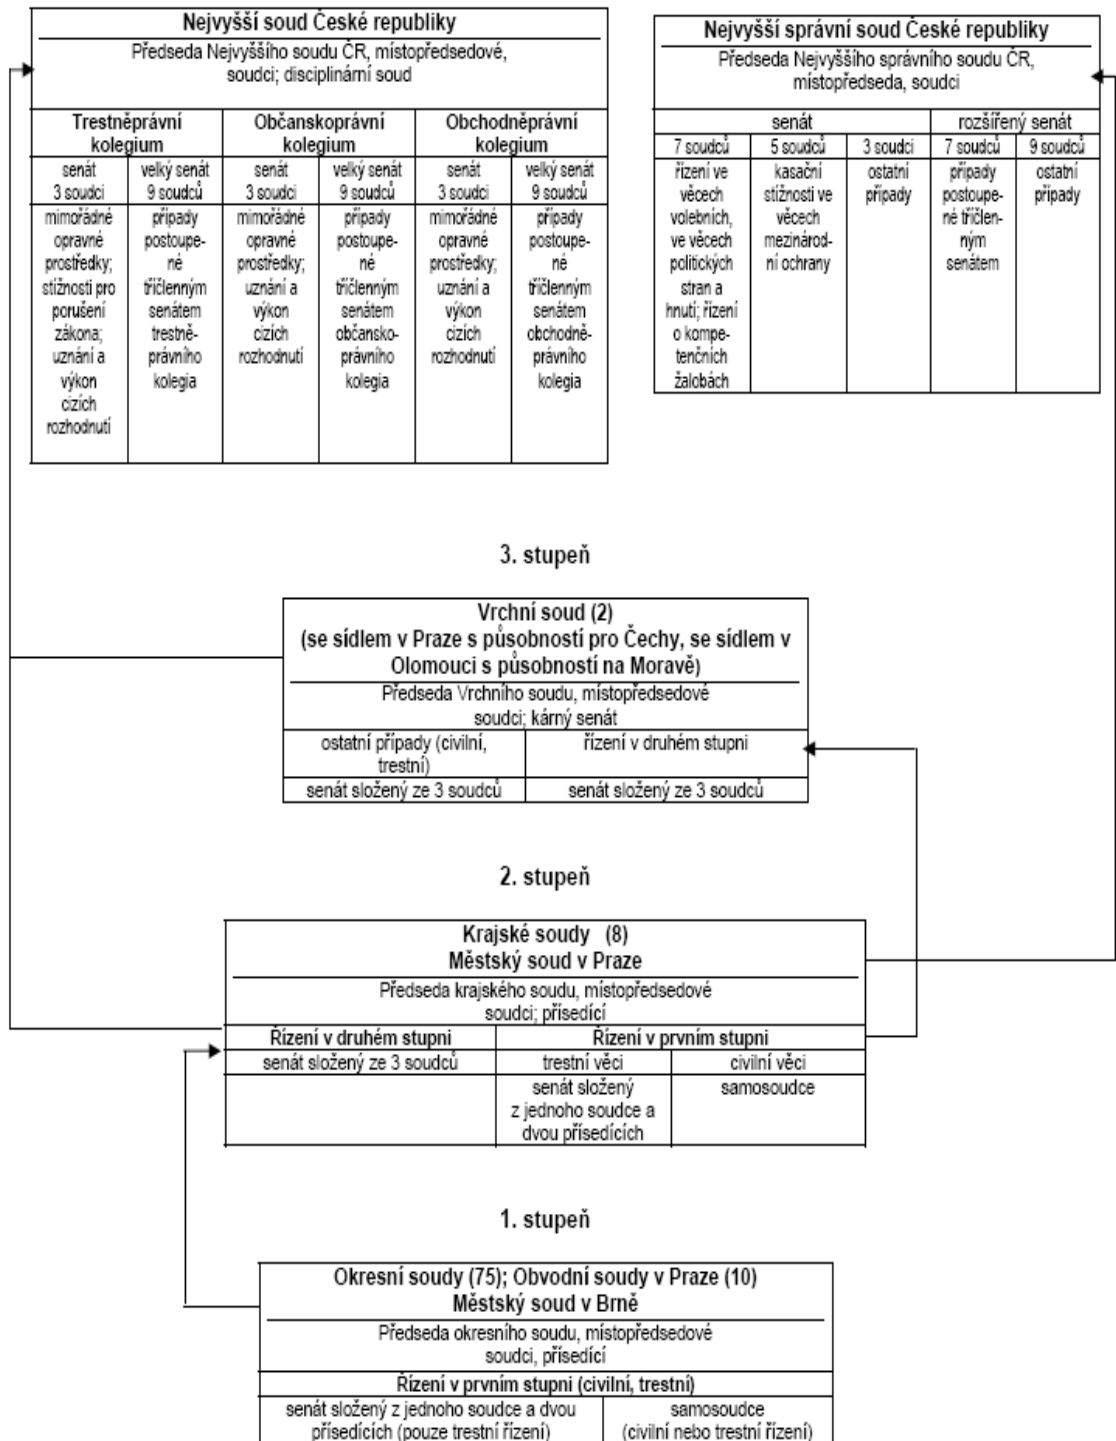 Nejvyšší soud České republiky
Předseda Nejvyššího soudu ČR, místopředsedové,
soudci; disciplinární soud
Trestněprávní
kolegium
Občanskoprávní
kolegium
Obchodněprávní
kolegium
senát
3 soudci
velký senát
9 soudců
senát
3 soudci
velký senát
9 soudců
senát
3 soudci
velký senát
9 soudců
mimořádné
opravné
prostředky;
stížnosti pro
porušení
zákona;
uznání a
výkon
cizích
rozhodnutí
případy
postoupe-
né
tříčlenným
senátem
trestně-
právního
kolegia
mimořádné
opravné
prostředky;
uznání a
výkon
cizích
rozhodnutí
případy
postoupe-
né
tříčlenným
senátem
občansko-
právního
kolegia
mimořádné
opravné
prostředky;
uznání a
výkon
cizích
rozhodnutí
případy
postoupe-
né
tříčlenným
senátem
obchodně-
právního
kolegia
Nejvyšší správní soud České republiky
Předseda Nejvyššího správního soudu ČR,
místopředseda, soudci
senát
rozšířený senát
7 soudců
5 soudců
3 soudci
7 soudců
9 soudců
řízení ve
věcech
volebních,
ve věcech
politických
stran a
hnutí; řízení
o kompe-
tenčních
žalobách
kasační
stížnosti ve
věcech
mezinárod-
ní ochrany
ostatní
případy
případy
postoupe-
né tříčlen-
ným
senátem
ostatní
případy
3. stupeň
Vrchní soud (2)
(se sídlem v Praze s působností pro Čechy, se sídlem v
Olomouci s působností na Moravě)
Předseda Vrchního soudu, místopředsedové
soudci; kárný senát
ostatní případy (civilní,
trestní)
řízení v druhém stupni
senát složený ze 3 soudců
senát složený ze 3 soudců
2. stupeň
Krajské soudy (8)
Městský soud v Praze
Předseda krajského soudu, místopředsedové
soudci; přísedící
Řízení v druhém stupni
Řízení v prvním stupni
senát složený ze 3 soudců
trestní věci
civilní věci
senát složený
z jednoho soudce a
dvou přísedících
samosoudce
1. stupeň
Okresní soudy (75); Obvodní soudy v Praze (10)
Městský soud v Brně
Předseda okresního soudu, místopředsedové
soudci, přísedící
Řízení v prvním stupni (civilní, trestní)
senát složený z jednoho soudce a dvou
přísedících (pouze trestní řízení)
samosoudce
(civilní nebo trestní řízení)